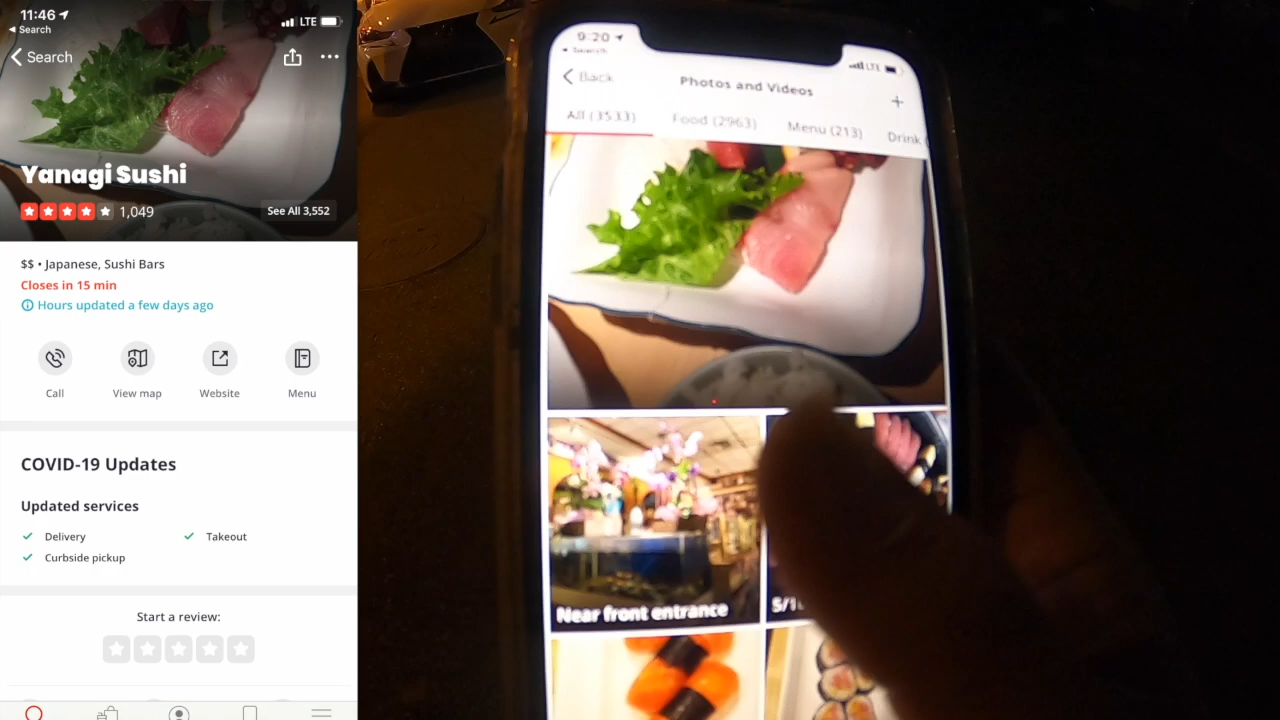 11:46
LTE
Search
Search
Yanagi Sushi
1,049
See All 3,552
$$ • Japanese, Sushi Bars
Closes in 15 min
Hours updated a few days ago
Call
View map
Website
Menu
COVID-19 Updates
Updated services
Delivery
Takeout
Curbside pickup
Start a review:
9:20
LTE
Search
Back
Photos and Videos
+
All (3533)
Food (2963)
Menu (213)
Drink
Near front entrance